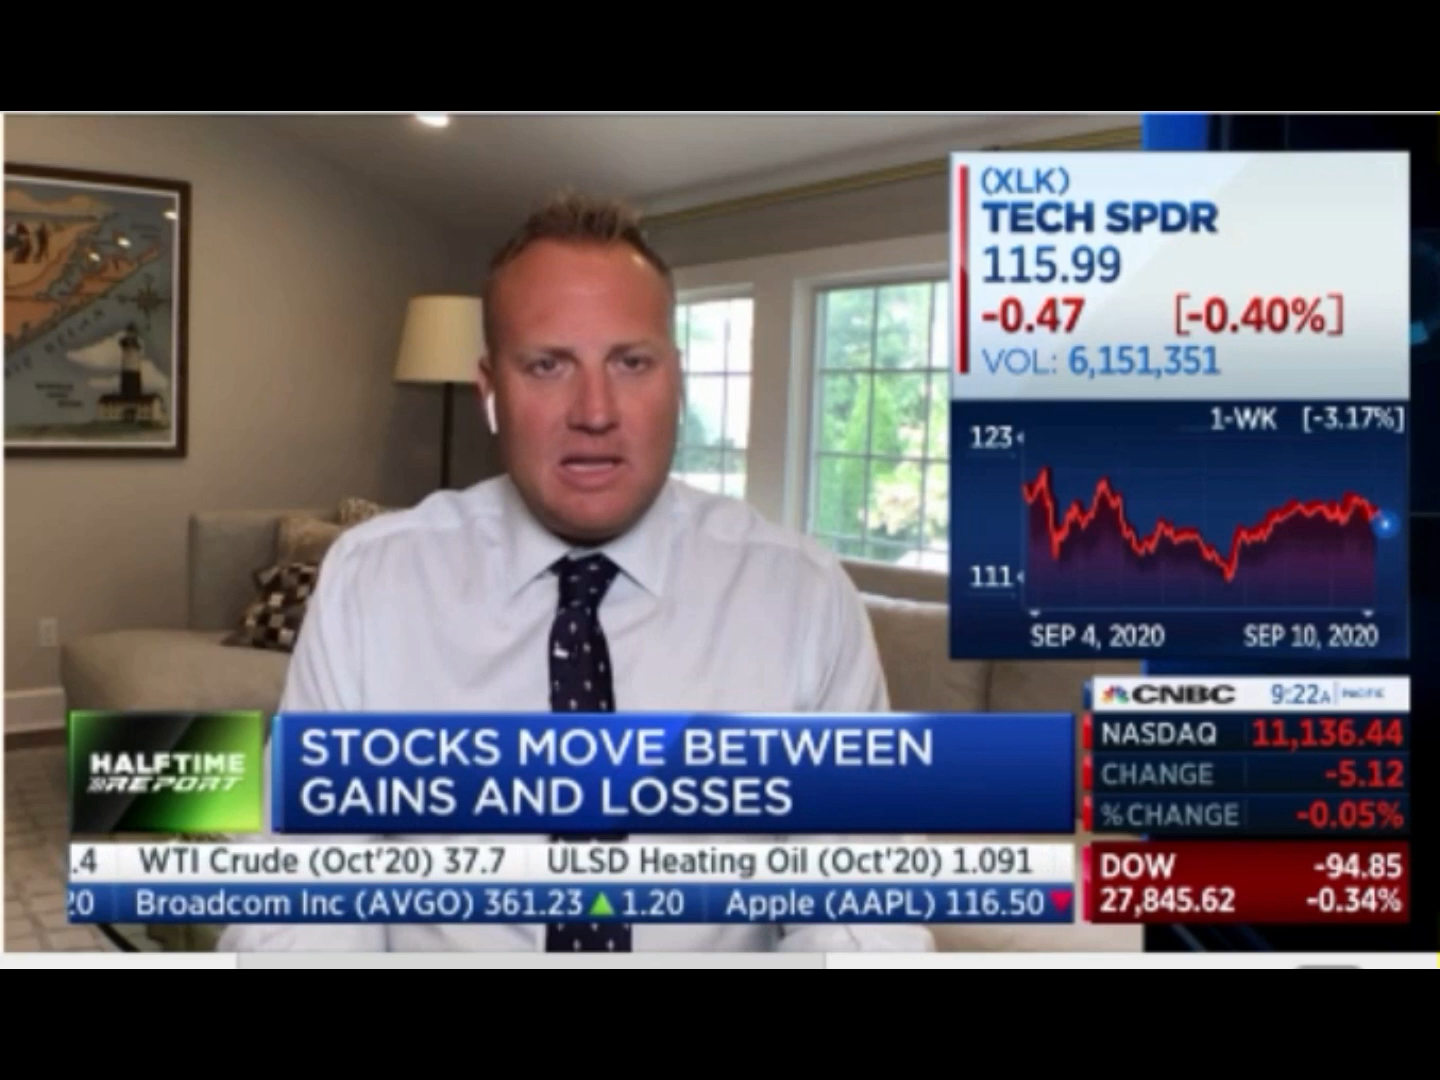 (XLK)
TECH SPDR
115.99
-0.47 [-0.40%]
VOL: 6,151,351
1-WK [-3.17%]
123
111
SEP 4, 2020 SEP 10, 2020
CNBC 9:22A PACIFIC
NASDAQ 11,136.44
CHANGE -5.12
% CHANGE -0.05%
DOW -94.85
27,845.62 -0.34%
HALFTIME
REPORT
STOCKS MOVE BETWEEN
GAINS AND LOSSES
.4 WTI Crude (Oct'20) 37.7 ULSD Heating Oil (Oct'20) 1.091
20 Broadcom Inc (AVGO) 361.23 ▲ 1.20 Apple (AAPL) 116.50 ▼